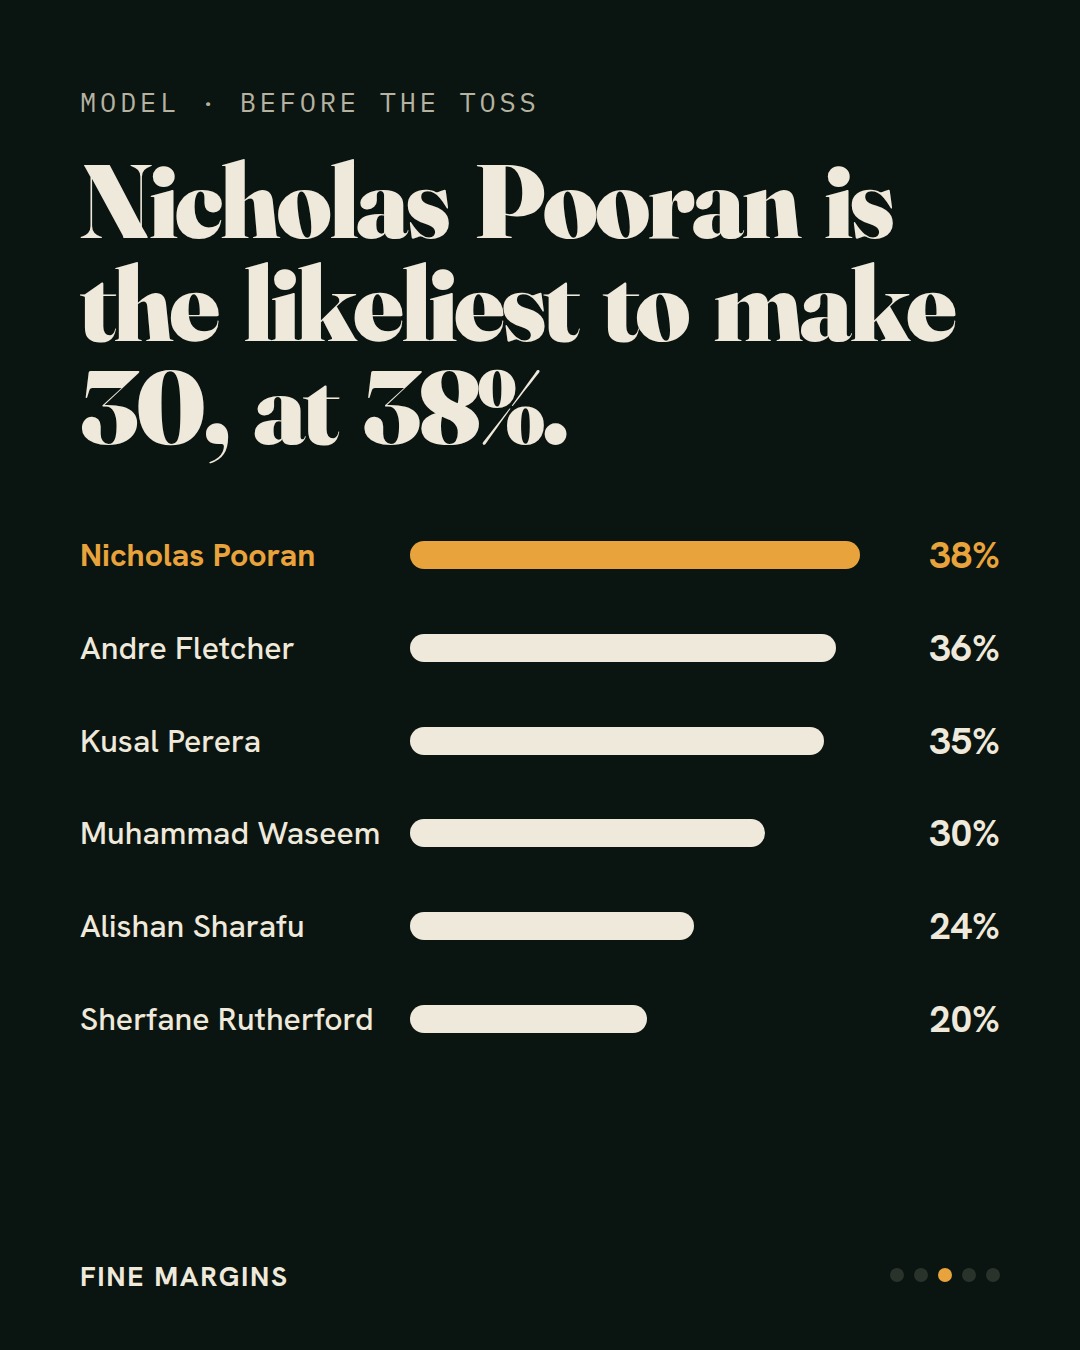 MODEL · BEFORE THE TOSS
Nicholas Pooran is
the likeliest to make
30, at 38%.
Nicholas Pooran 38%
Andre Fletcher 36%
Kusal Perera 35%
Muhammad Waseem 30%
Alishan Sharafu 24%
Sherfane Rutherford 20%
FINE MARGINS